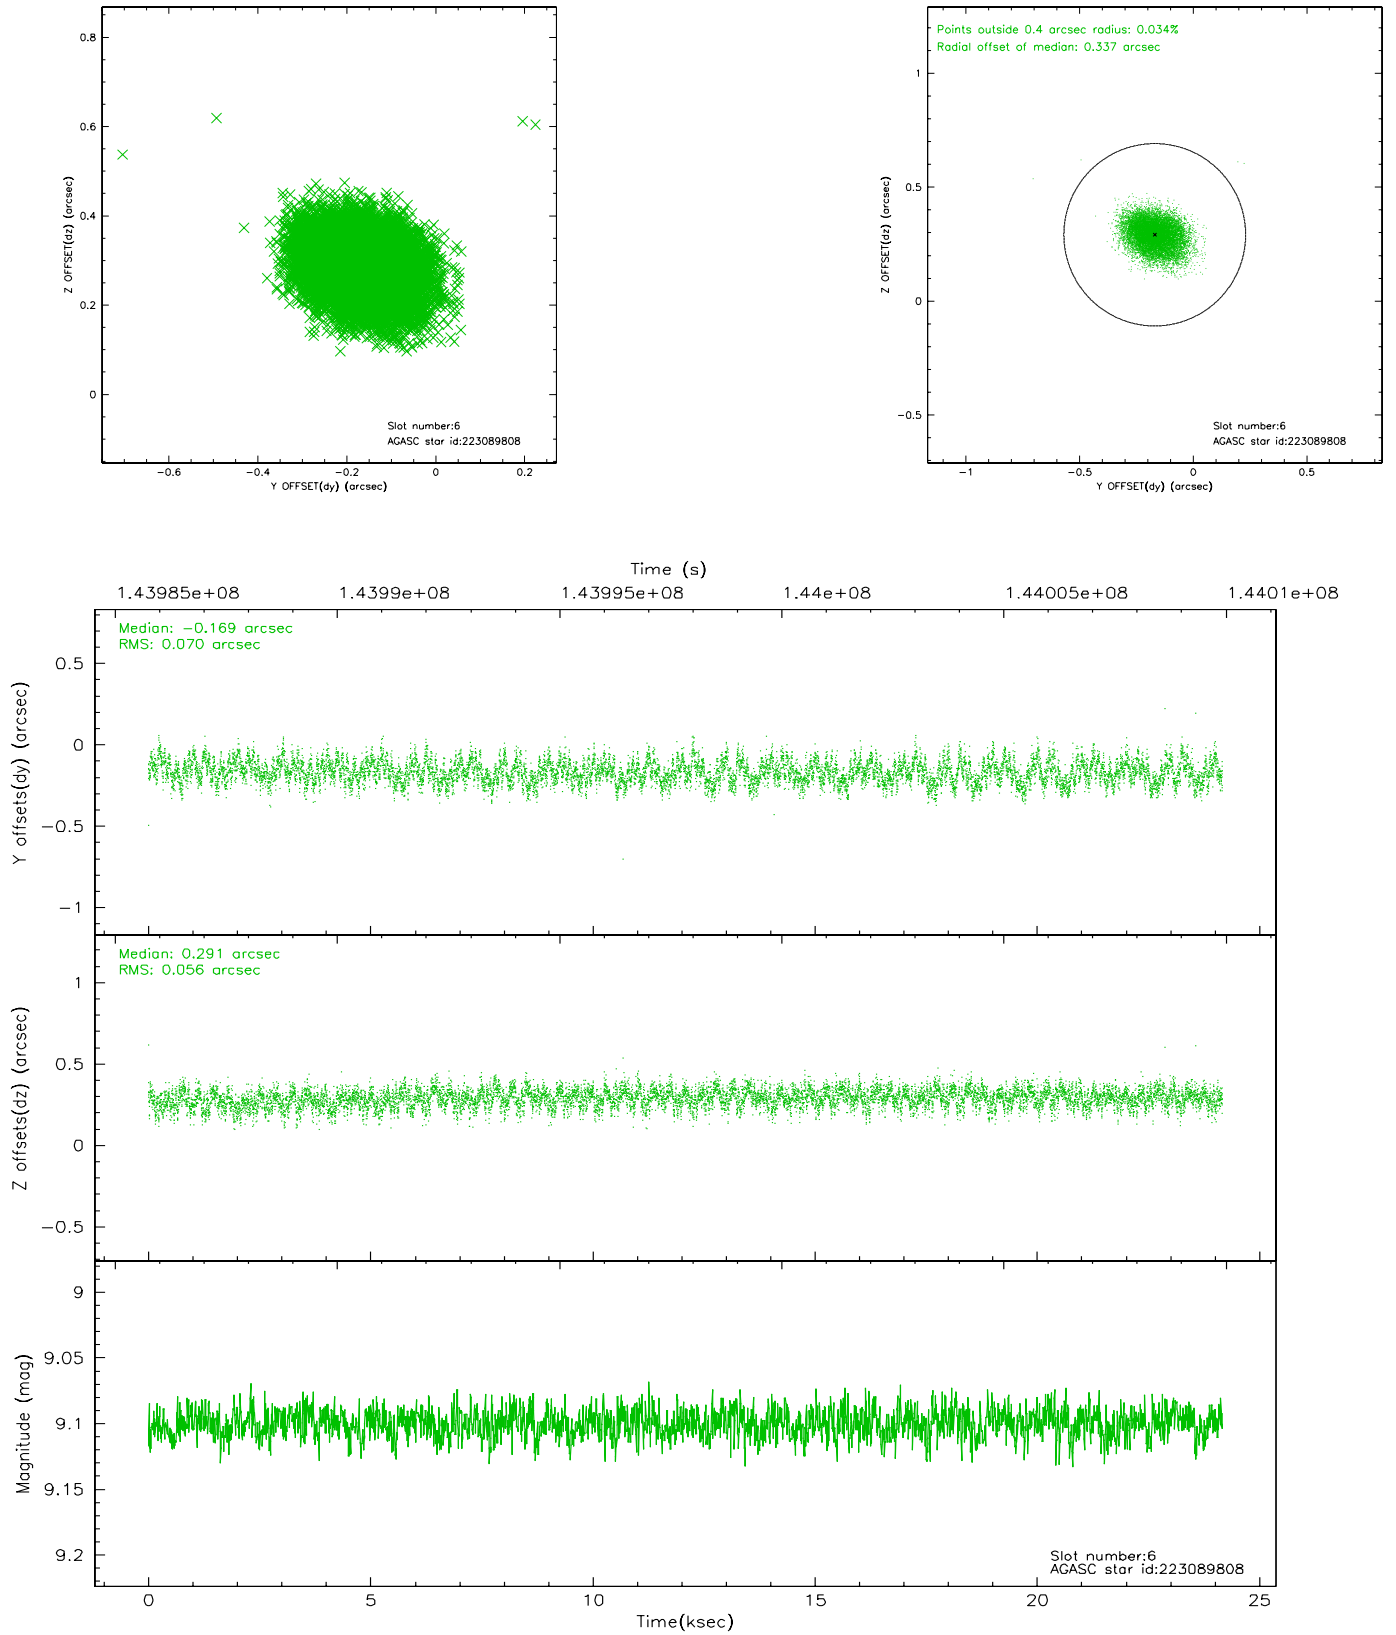 0.8
0.6
0.4
0.2
0
Z OFFSET(dz) (arcsec)
Slot number:6
AGASC star id:223089808
−0.6 −0.4 −0.2 0 0.2
Y OFFSET(dy) (arcsec)
Points outside 0.4 arcsec radius: 0.034%
Radial offset of median: 0.337 arcsec
1
0.5
0
−0.5
Z OFFSET(dz) (arcsec)
Slot number:6
AGASC star id:223089808
−1 −0.5 0 0.5
Y OFFSET(dy) (arcsec)
Time (s)
1.43985e+08 1.4399e+08 1.43995e+08 1.44e+08 1.44005e+08 1.4401e+08
Median: −0.169 arcsec
RMS: 0.070 arcsec
0.5
0
−0.5
−1
Y offsets(dy) (arcsec)
Median: 0.291 arcsec
RMS: 0.056 arcsec
1
0.5
0
−0.5
Z offsets(dz) (arcsec)
9
9.05
9.1
9.15
9.2
Magnitude (mag)
Slot number:6
AGASC star id:223089808
0 5 10 15 20 25
Time(ksec)